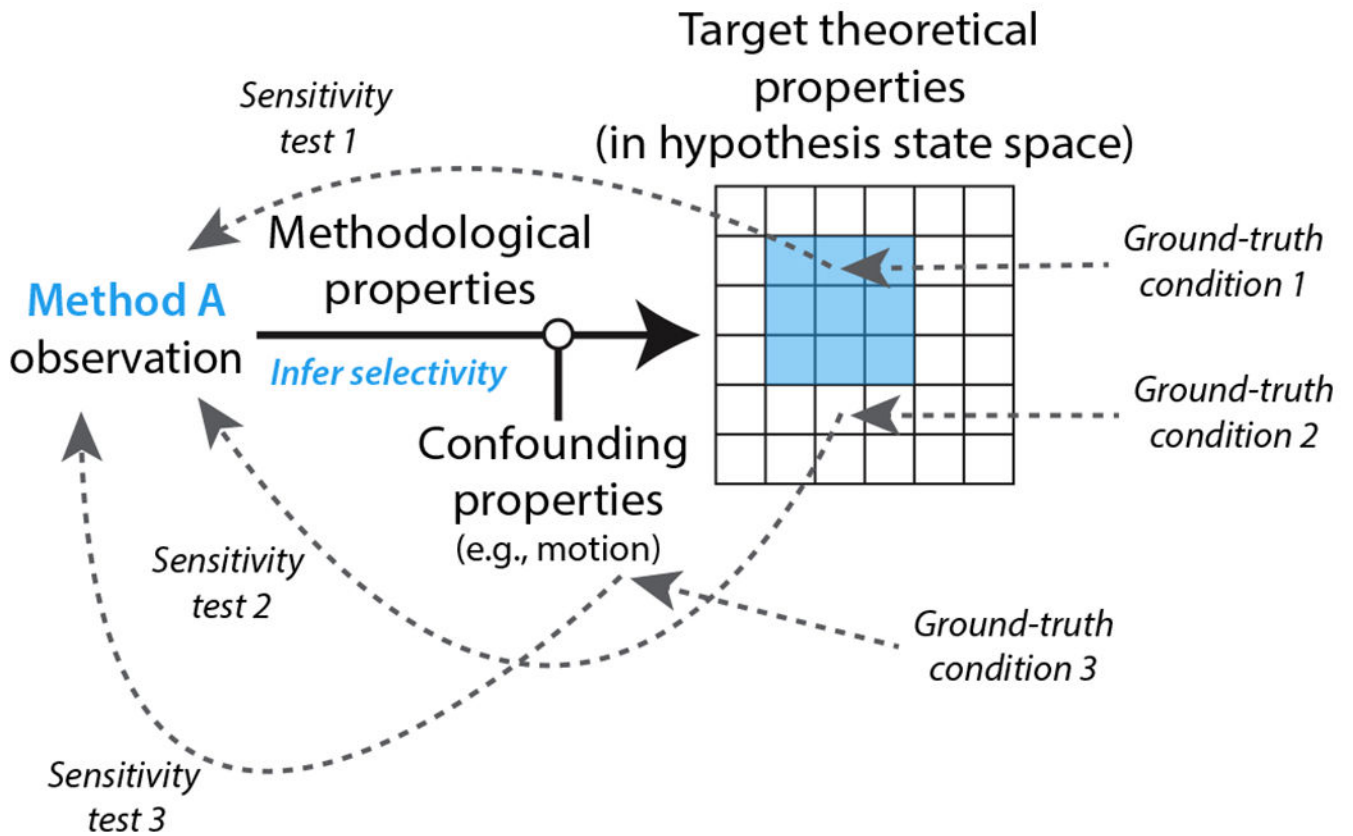 Target theoretical
properties
(in hypothesis state space)
Sensitivity
test 1
Methodological
properties
Ground-truth
condition 1
Method A
observation
Infer selectivity
Ground-truth
condition 2
Confounding
properties
(e.g., motion)
Sensitivity
test 2
Ground-truth
condition 3
Sensitivity
test 3